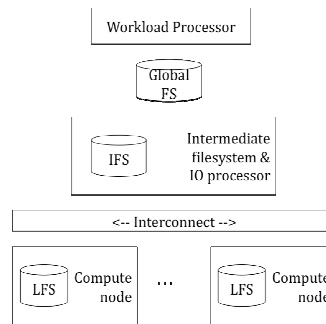 Workload Processor
Global
FS
IFS
Intermediate
filesystem &
IO processor
<-- Interconnect -->
LFS
Compute
node
...
LFS
Compute
node